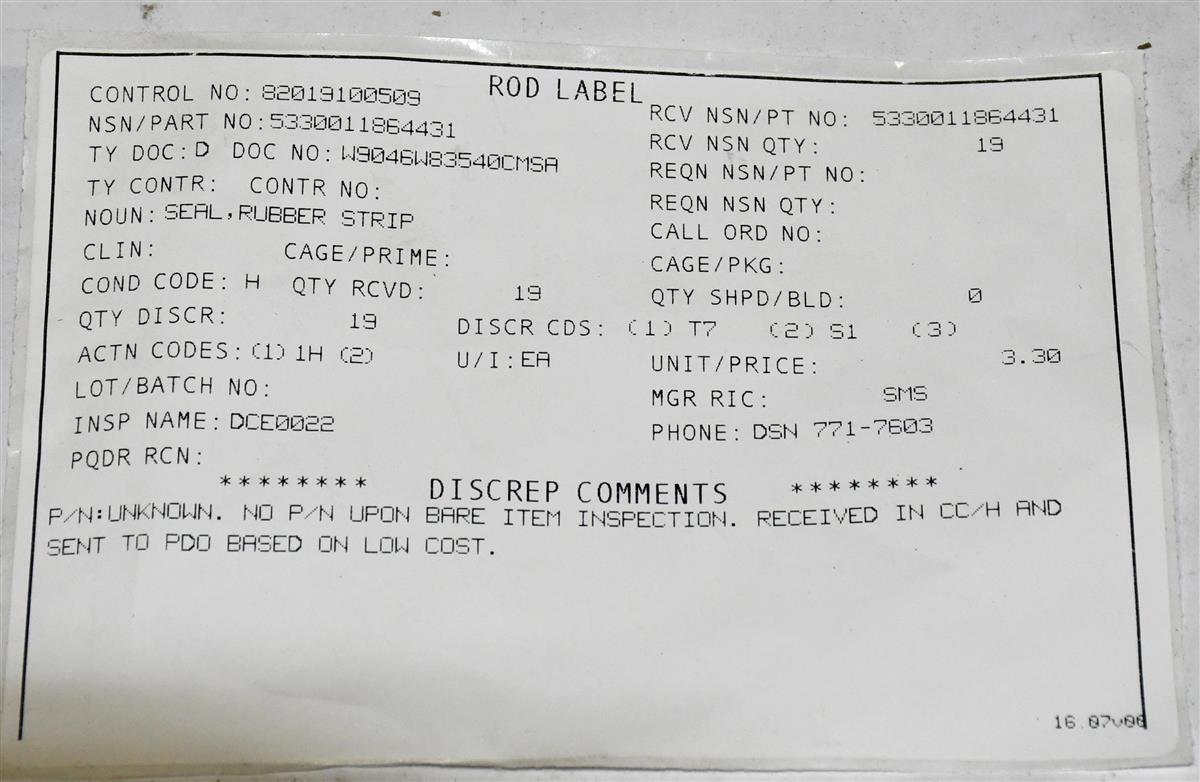 ROD LABEL
CONTROL NO: 82019100509 RCV NSN/PT NO: 5330011864431
NSN/PART NO:5330011864431 RCV NSN QTY: 19
TY DOC:D DOC NO:W9046W83540CMSA REQN NSN/PT NO:
TY CONTR: CONTR NO: REQN NSN QTY:
NOUN:SEAL,RUBBER STRIP CALL ORD NO:
CLIN: CAGE/PRIME: CAGE/PKG:
COND CODE: H QTY RCVD: 19 QTY SHPD/BLD: 0
QTY DISCR: 19 DISCR CDS: (1) T7 (2) S1 (3)
ACTN CODES:(1) 1H (2) U/I:EA UNIT/PRICE: 3.30
LOT/BATCH NO: MGR RIC: SMS
INSP NAME:DCE0022 PHONE: DSN 771-7603
PQDR RCN:
******** DISCREP COMMENTS ********
P/N:UNKNOWN. NO P/N UPON BARE ITEM INSPECTION. RECEIVED IN CC/H AND
SENT TO PDO BASED ON LOW COST.
16.07v06